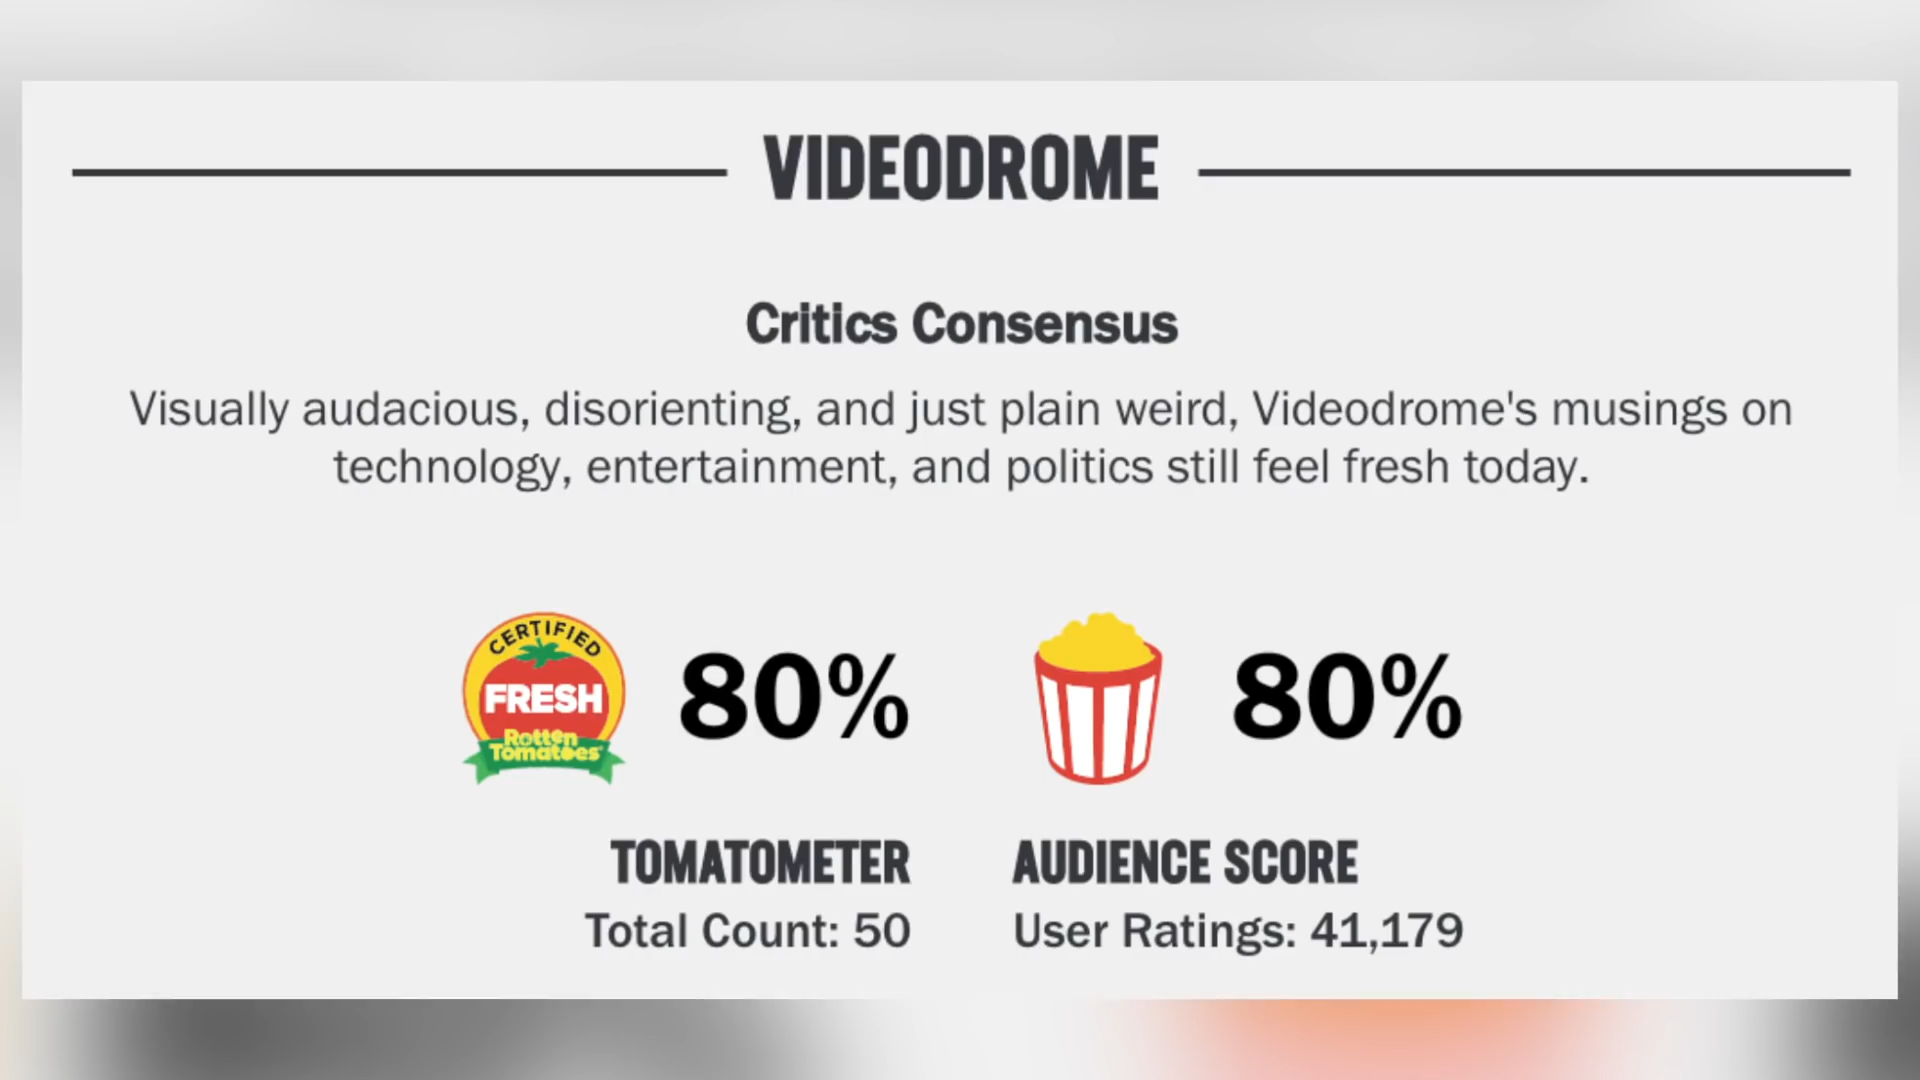 VIDEODROME
Critics Consensus
Visually audacious, disorienting, and just plain weird, Videodrome's musings on
technology, entertainment, and politics still feel fresh today.
CERTIFIED
FRESH
Rotten
Tomatoes
80%
80%
TOMATOMETER
Total Count: 50
AUDIENCE SCORE
User Ratings: 41,179